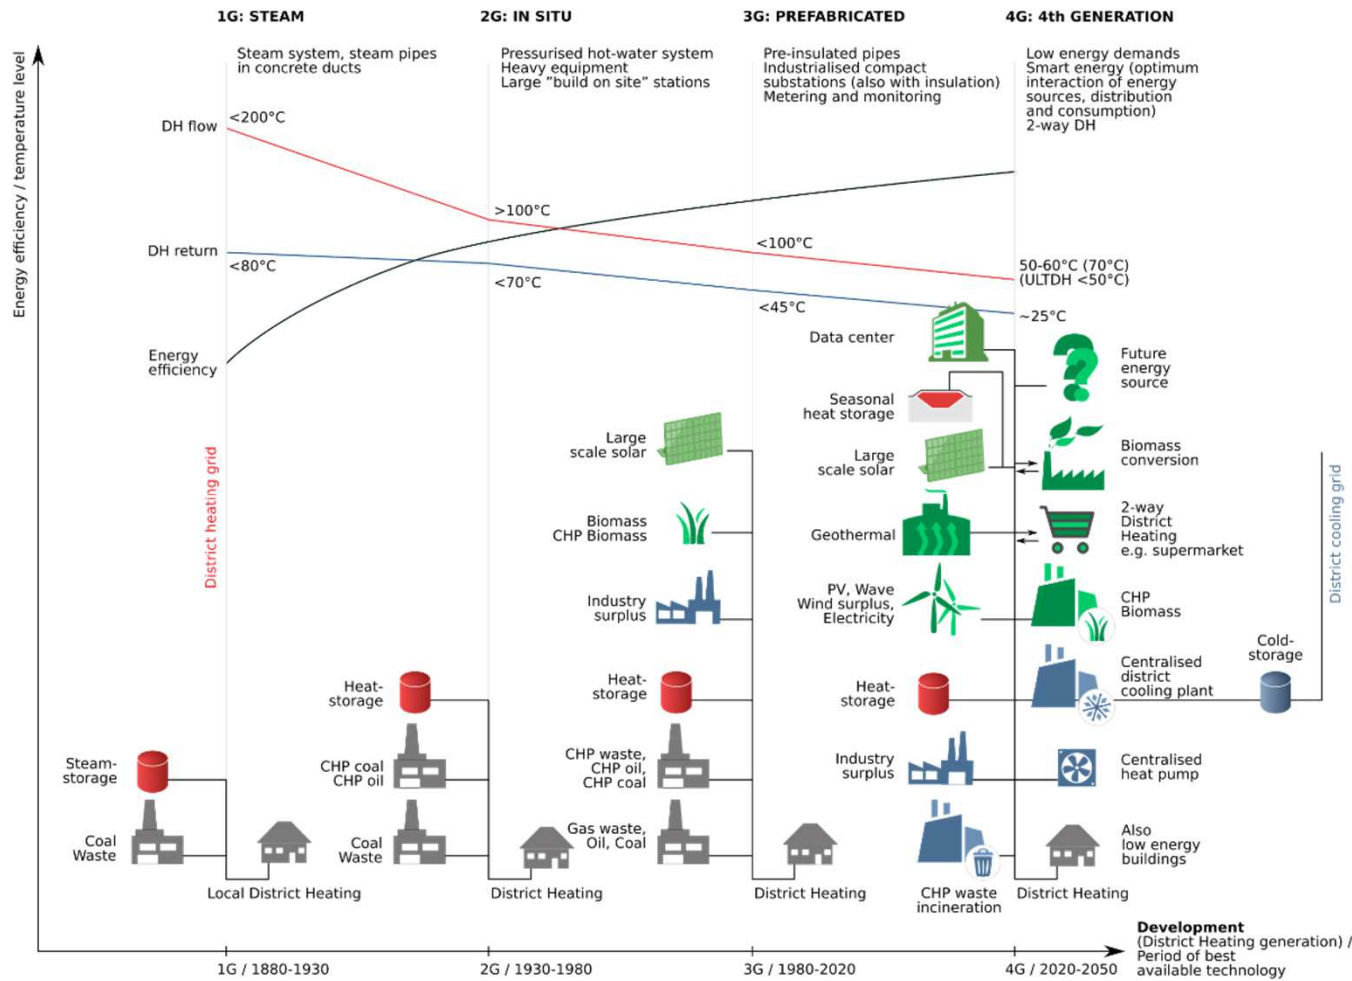 1G: STEAM
2G: IN SITU
3G: PREFABRICATED
4G: 4th GENERATION
Steam system, steam pipes
in concrete ducts
Pressurised hot-water system
Heavy equipment
Large ”build on site” stations
Pre-insulated pipes
Industrialised compact
substations (also with insulation)
Metering and monitoring
Low energy demands
Smart energy (optimum
interaction of energy
sources, distribution
and consumption)
2-way DH
Energy efficiency / temperature level
DH flow
<200°C
>100°C
<100°C
50-60°C (70°C)
(ULTDH <50°C)
DH return
<80°C
<70°C
<45°C
~25°C
Energy
efficiency
District heating grid
District cooling grid
Steam-
storage
Coal
Waste
Local District Heating
Heat-
storage
CHP coal
CHP oil
Coal
Waste
District Heating
Large
scale solar
Biomass
CHP Biomass
Industry
surplus
Heat-
storage
CHP waste,
CHP oil,
CHP coal
Gas waste,
Oil, Coal
District Heating
Data center
Seasonal
heat storage
Large
scale solar
Geothermal
PV, Wave
Wind surplus,
Electricity
Heat-
storage
Industry
surplus
CHP waste
incineration
Future
energy
source
Biomass
conversion
2-way
District
Heating
e.g. supermarket
CHP
Biomass
Centralised
district
cooling plant
Cold-
storage
Centralised
heat pump
Also
low energy
buildings
District Heating
Development
(District Heating generation) /
Period of best
available technology
1G / 1880-1930
2G / 1930-1980
3G / 1980-2020
4G / 2020-2050